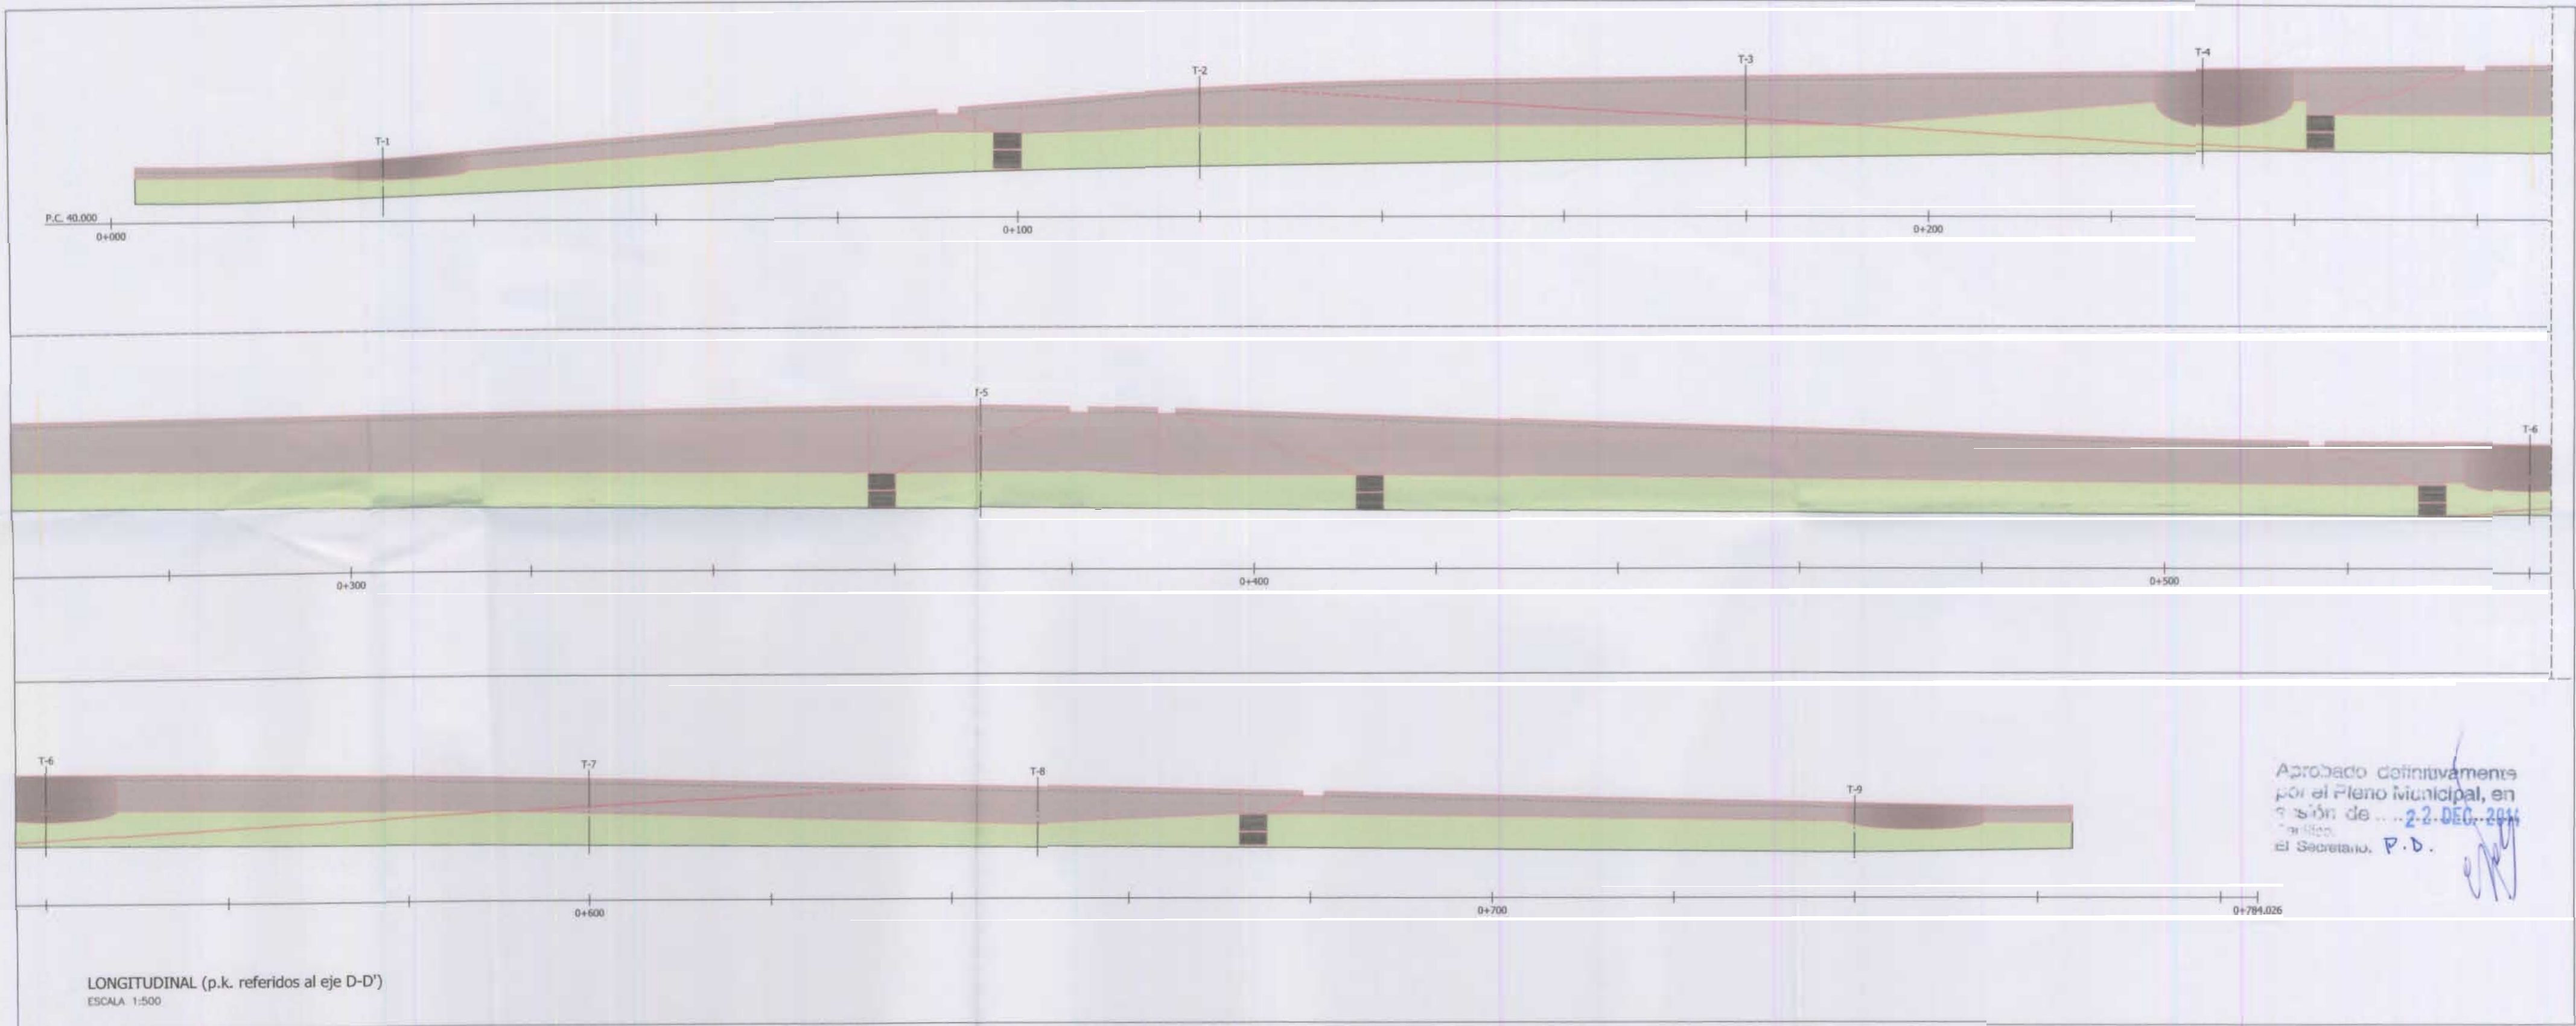 T-1
T-2
T-3
T-4
P.C. 40.000
0+000
0+100
0+200
T-5
T-6
0+300
0+400
0+500
T-6
T-7
T-8
T-9
0+600
0+700
0+784.026
Aprobado definitivamente
por el Pleno Municipal, en
sesión de .... 22.DEC.2014
El Secretario. P.D.
LONGITUDINAL (p.k. referidos al eje D-D')
ESCALA 1:500